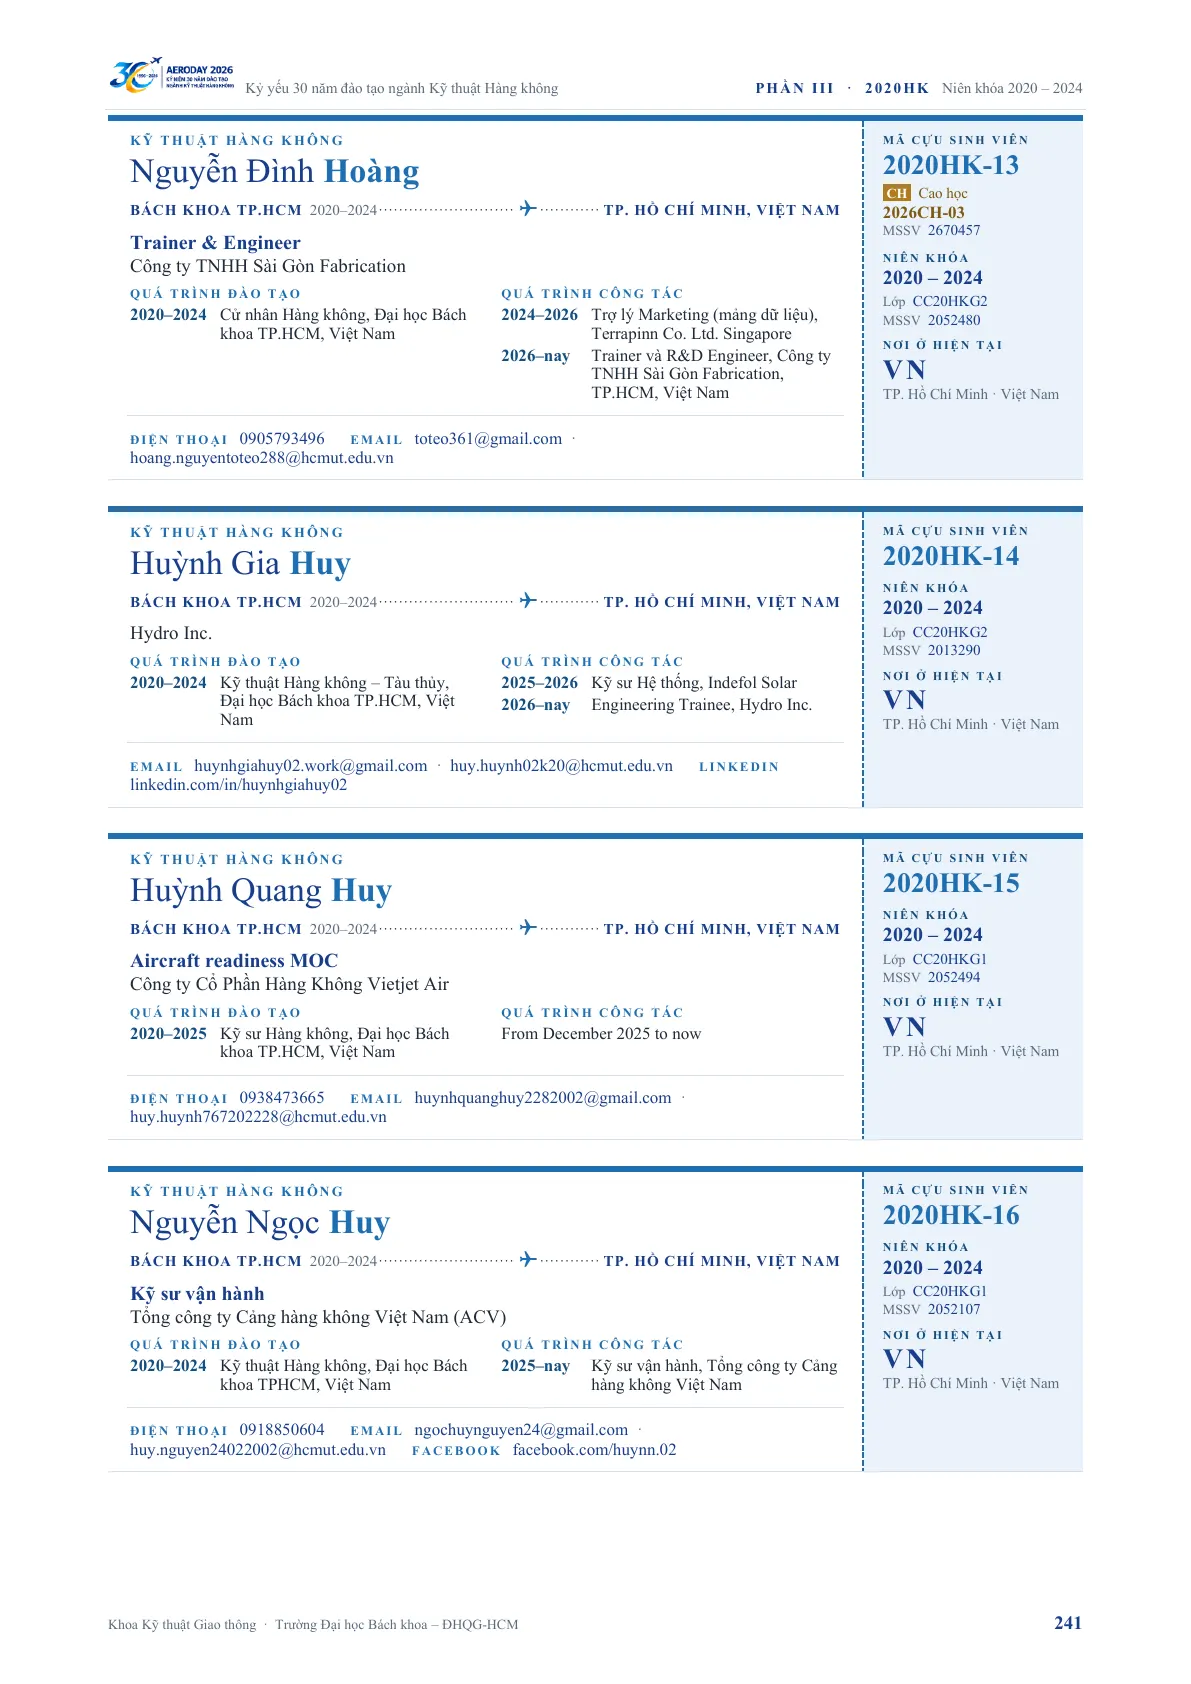 AERODAY 2026
1996 - 2026
KỶ NIỆM 30 NĂM ĐÀO TẠO
NGÀNH KỸ THUẬT HÀNG KHÔNG
Kỷ yếu 30 năm đào tạo ngành Kỹ thuật Hàng không
PHẦN III · 2020HK Niên khóa 2020 – 2024
KỸ THUẬT HÀNG KHÔNG
Nguyễn Đình Hoàng
BÁCH KHOA TP.HCM 2020–2024 TP. HỒ CHÍ MINH, VIỆT NAM
Trainer & Engineer
Công ty TNHH Sài Gòn Fabrication
QUÁ TRÌNH ĐÀO TẠO
2020–2024 Cử nhân Hàng không, Đại học Bách
khoa TP.HCM, Việt Nam
QUÁ TRÌNH CÔNG TÁC
2024–2026 Trợ lý Marketing (mảng dữ liệu),
Terrapinn Co. Ltd. Singapore
2026–nay Trainer và R&D Engineer, Công ty
TNHH Sài Gòn Fabrication,
TP.HCM, Việt Nam
ĐIỆN THOẠI 0905793496 EMAIL toteo361@gmail.com ·
hoang.nguyentoteo288@hcmut.edu.vn
MÃ CỰU SINH VIÊN
2020HK-13
CH Cao học
2026CH-03
MSSV 2670457
NIÊN KHÓA
2020 – 2024
Lớp CC20HKG2
MSSV 2052480
NƠI Ở HIỆN TẠI
VN
TP. Hồ Chí Minh · Việt Nam
KỸ THUẬT HÀNG KHÔNG
Huỳnh Gia Huy
BÁCH KHOA TP.HCM 2020–2024 TP. HỒ CHÍ MINH, VIỆT NAM
Hydro Inc.
QUÁ TRÌNH ĐÀO TẠO
2020–2024 Kỹ thuật Hàng không – Tàu thủy,
Đại học Bách khoa TP.HCM, Việt
Nam
QUÁ TRÌNH CÔNG TÁC
2025–2026 Kỹ sư Hệ thống, Indefol Solar
2026–nay Engineering Trainee, Hydro Inc.
EMAIL huynhgiahuy02.work@gmail.com · huy.huynh02k20@hcmut.edu.vn LINKEDIN
linkedin.com/in/huynhgiahuy02
MÃ CỰU SINH VIÊN
2020HK-14
NIÊN KHÓA
2020 – 2024
Lớp CC20HKG2
MSSV 2013290
NƠI Ở HIỆN TẠI
VN
TP. Hồ Chí Minh · Việt Nam
KỸ THUẬT HÀNG KHÔNG
Huỳnh Quang Huy
BÁCH KHOA TP.HCM 2020–2024 TP. HỒ CHÍ MINH, VIỆT NAM
Aircraft readiness MOC
Công ty Cổ Phần Hàng Không Vietjet Air
QUÁ TRÌNH ĐÀO TẠO
2020–2025 Kỹ sư Hàng không, Đại học Bách
khoa TP.HCM, Việt Nam
QUÁ TRÌNH CÔNG TÁC
From December 2025 to now
ĐIỆN THOẠI 0938473665 EMAIL huynhquanghuy2282002@gmail.com ·
huy.huynh767202228@hcmut.edu.vn
MÃ CỰU SINH VIÊN
2020HK-15
NIÊN KHÓA
2020 – 2024
Lớp CC20HKG1
MSSV 2052494
NƠI Ở HIỆN TẠI
VN
TP. Hồ Chí Minh · Việt Nam
KỸ THUẬT HÀNG KHÔNG
Nguyễn Ngọc Huy
BÁCH KHOA TP.HCM 2020–2024 TP. HỒ CHÍ MINH, VIỆT NAM
Kỹ sư vận hành
Tổng công ty Cảng hàng không Việt Nam (ACV)
QUÁ TRÌNH ĐÀO TẠO
2020–2024 Kỹ thuật Hàng không, Đại học Bách
khoa TPHCM, Việt Nam
QUÁ TRÌNH CÔNG TÁC
2025–nay Kỹ sư vận hành, Tổng công ty Cảng
hàng không Việt Nam
ĐIỆN THOẠI 0918850604 EMAIL ngochuynguyen24@gmail.com ·
huy.nguyen24022002@hcmut.edu.vn FACEBOOK facebook.com/huynn.02
MÃ CỰU SINH VIÊN
2020HK-16
NIÊN KHÓA
2020 – 2024
Lớp CC20HKG1
MSSV 2052107
NƠI Ở HIỆN TẠI
VN
TP. Hồ Chí Minh · Việt Nam
Khoa Kỹ thuật Giao thông · Trường Đại học Bách khoa – ĐHQG-HCM
241